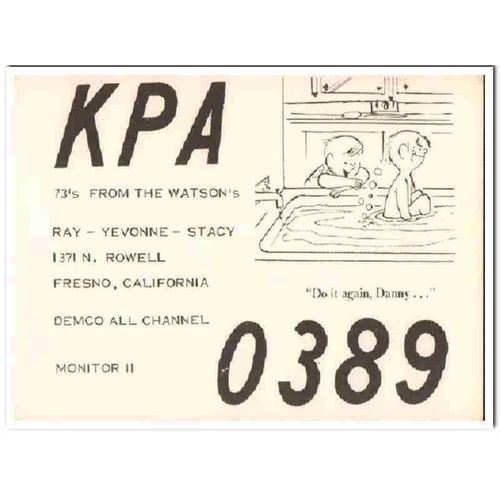 KPA
73's FROM THE WATSON's
RAY - YEVONNE - STACY
1371 N. ROWELL
FRESNO, CALIFORNIA
DEMCO ALL CHANNEL
MONITOR 11
"Do it again, Danny..."
0389